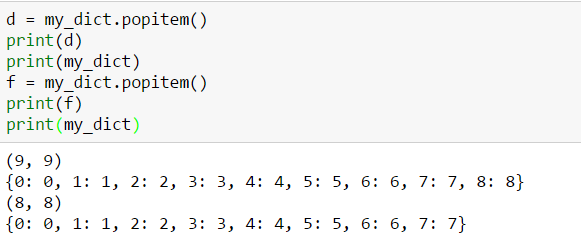 d = my_dict.popitem()
print(d)
print(my_dict)
f = my_dict.popitem()
print(f)
print(my_dict)
(9, 9)
{0: 0, 1: 1, 2: 2, 3: 3, 4: 4, 5: 5, 6: 6, 7: 7, 8: 8}
(8, 8)
{0: 0, 1: 1, 2: 2, 3: 3, 4: 4, 5: 5, 6: 6, 7: 7}